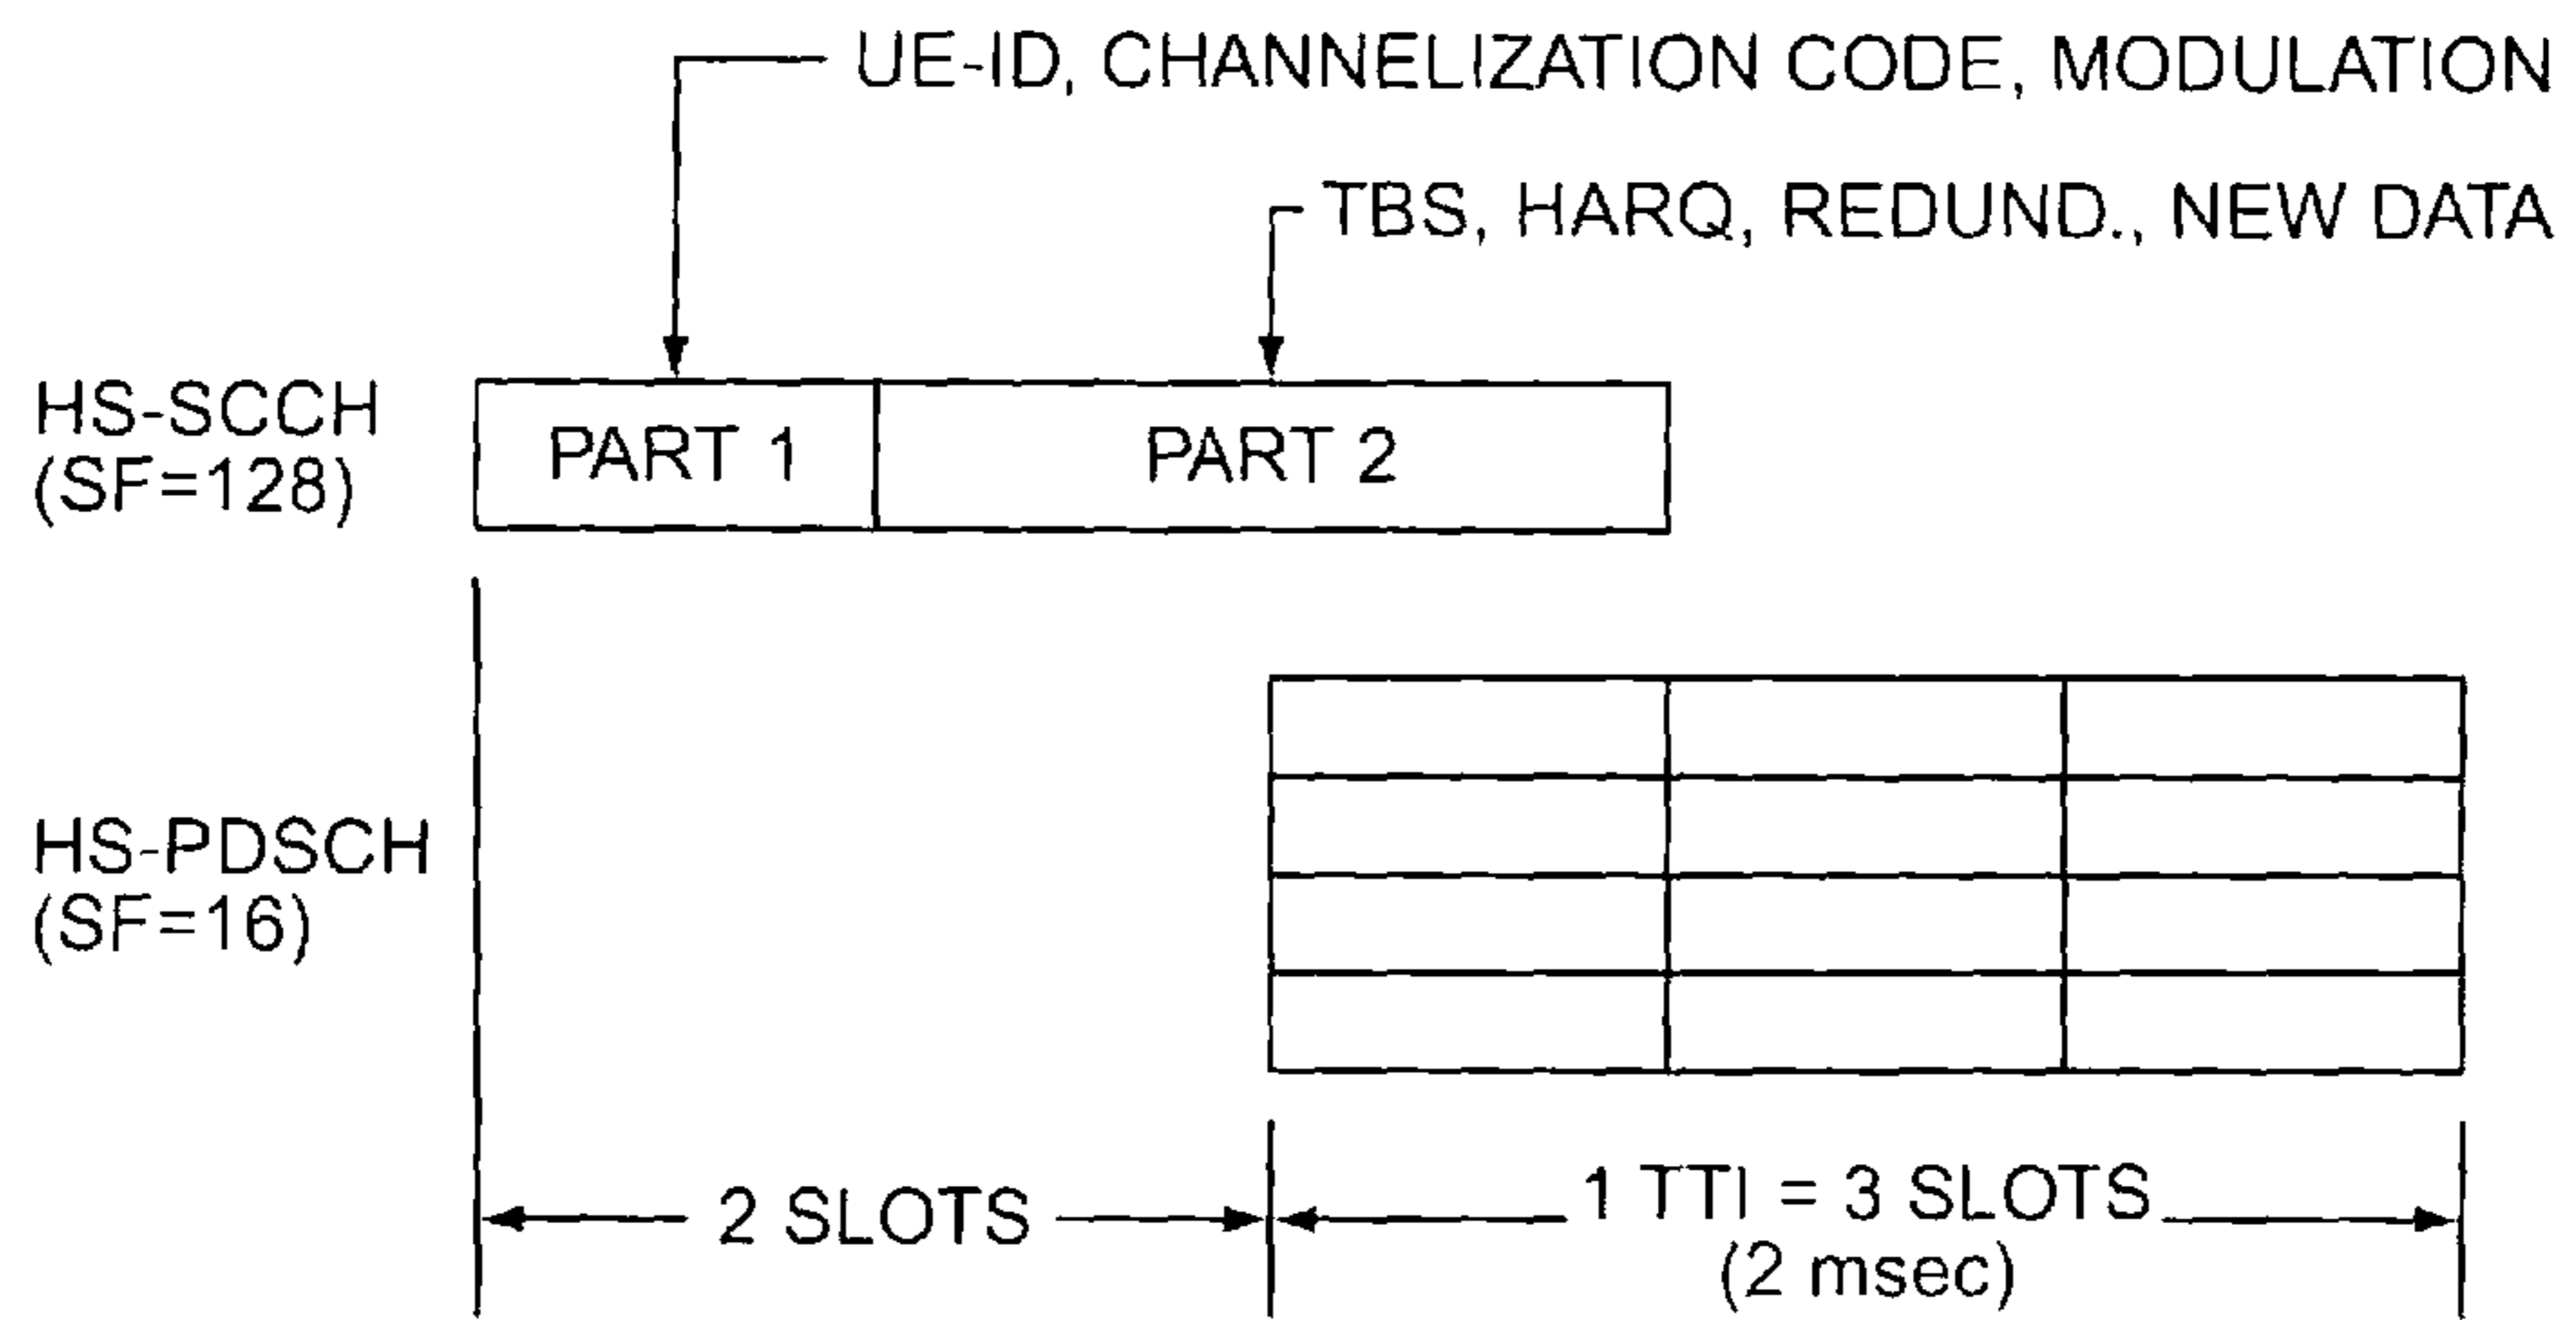 UE-ID, CHANNELIZATION CODE, MODULATION
TBS, HARQ, REDUND., NEW DATA
HS-SCCH
(SF=128)
PART 1
PART 2
HS-PDSCH
(SF=16)
2 SLOTS
1 TTI = 3 SLOTS
(2 msec)